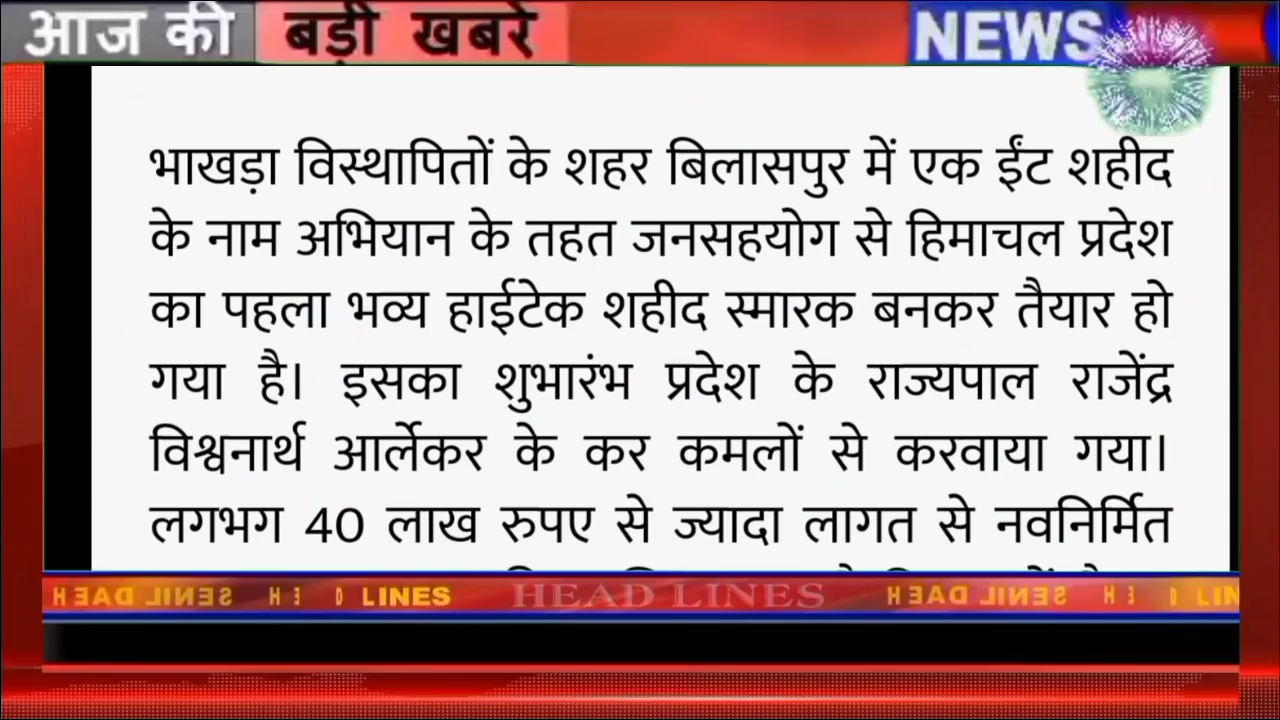 आज की बड़ी खबरे NEWS
भाखड़ा विस्थापितों के शहर बिलासपुर में एक ईंट शहीद
के नाम अभियान के तहत जनसहयोग से हिमाचल प्रदेश
का पहला भव्य हाईटेक शहीद स्मारक बनकर तैयार हो
गया है। इसका शुभारंभ प्रदेश के राज्यपाल राजेंद्र
विश्वनार्थ आर्लेकर के कर कमलों से करवाया गया।
लगभग 40 लाख रुपए से ज्यादा लागत से नवनिर्मित
LINES HEAD LINES